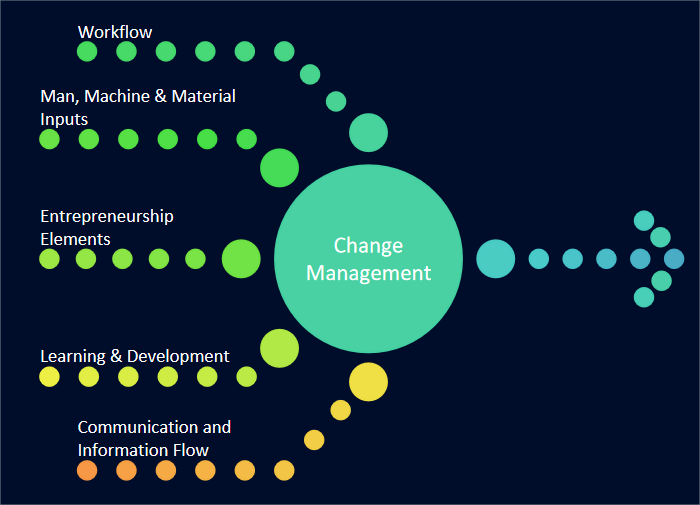 Workflow
Man, Machine & Material
Inputs
Entrepreneurship
Elements
Change
Management
Learning & Development
Communication and
Information Flow